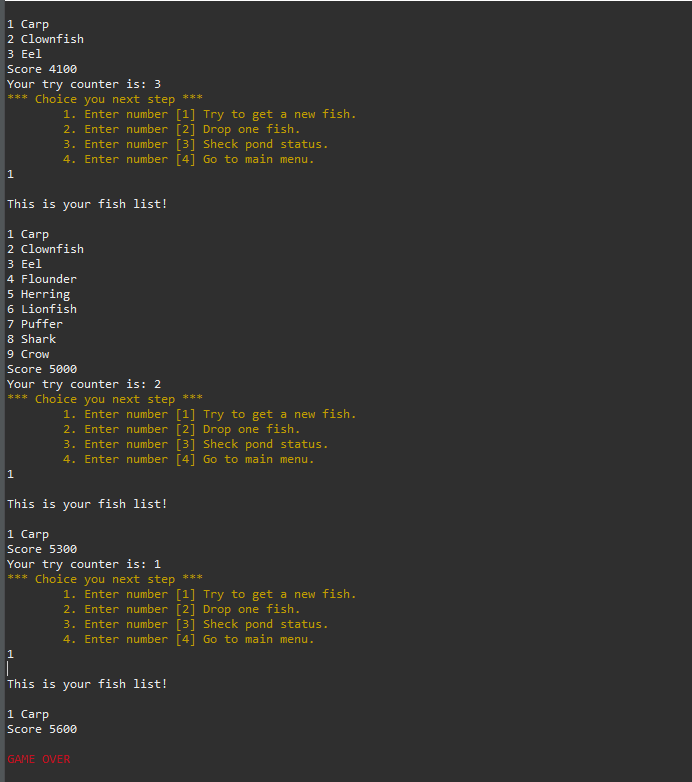 1 Carp
2 Clownfish
3 Eel
Score 4100
Your try counter is: 3
*** Choice you next step ***
1. Enter number [1] Try to get a new fish.
2. Enter number [2] Drop one fish.
3. Enter number [3] Sheck pond status.
4. Enter number [4] Go to main menu.
1
This is your fish list!
1 Carp
2 Clownfish
3 Eel
4 Flounder
5 Herring
6 Lionfish
7 Puffer
8 Shark
9 Crow
Score 5000
Your try counter is: 2
*** Choice you next step ***
1. Enter number [1] Try to get a new fish.
2. Enter number [2] Drop one fish.
3. Enter number [3] Sheck pond status.
4. Enter number [4] Go to main menu.
1
This is your fish list!
1 Carp
Score 5300
Your try counter is: 1
*** Choice you next step ***
1. Enter number [1] Try to get a new fish.
2. Enter number [2] Drop one fish.
3. Enter number [3] Sheck pond status.
4. Enter number [4] Go to main menu.
1
This is your fish list!
1 Carp
Score 5600
GAME OVER